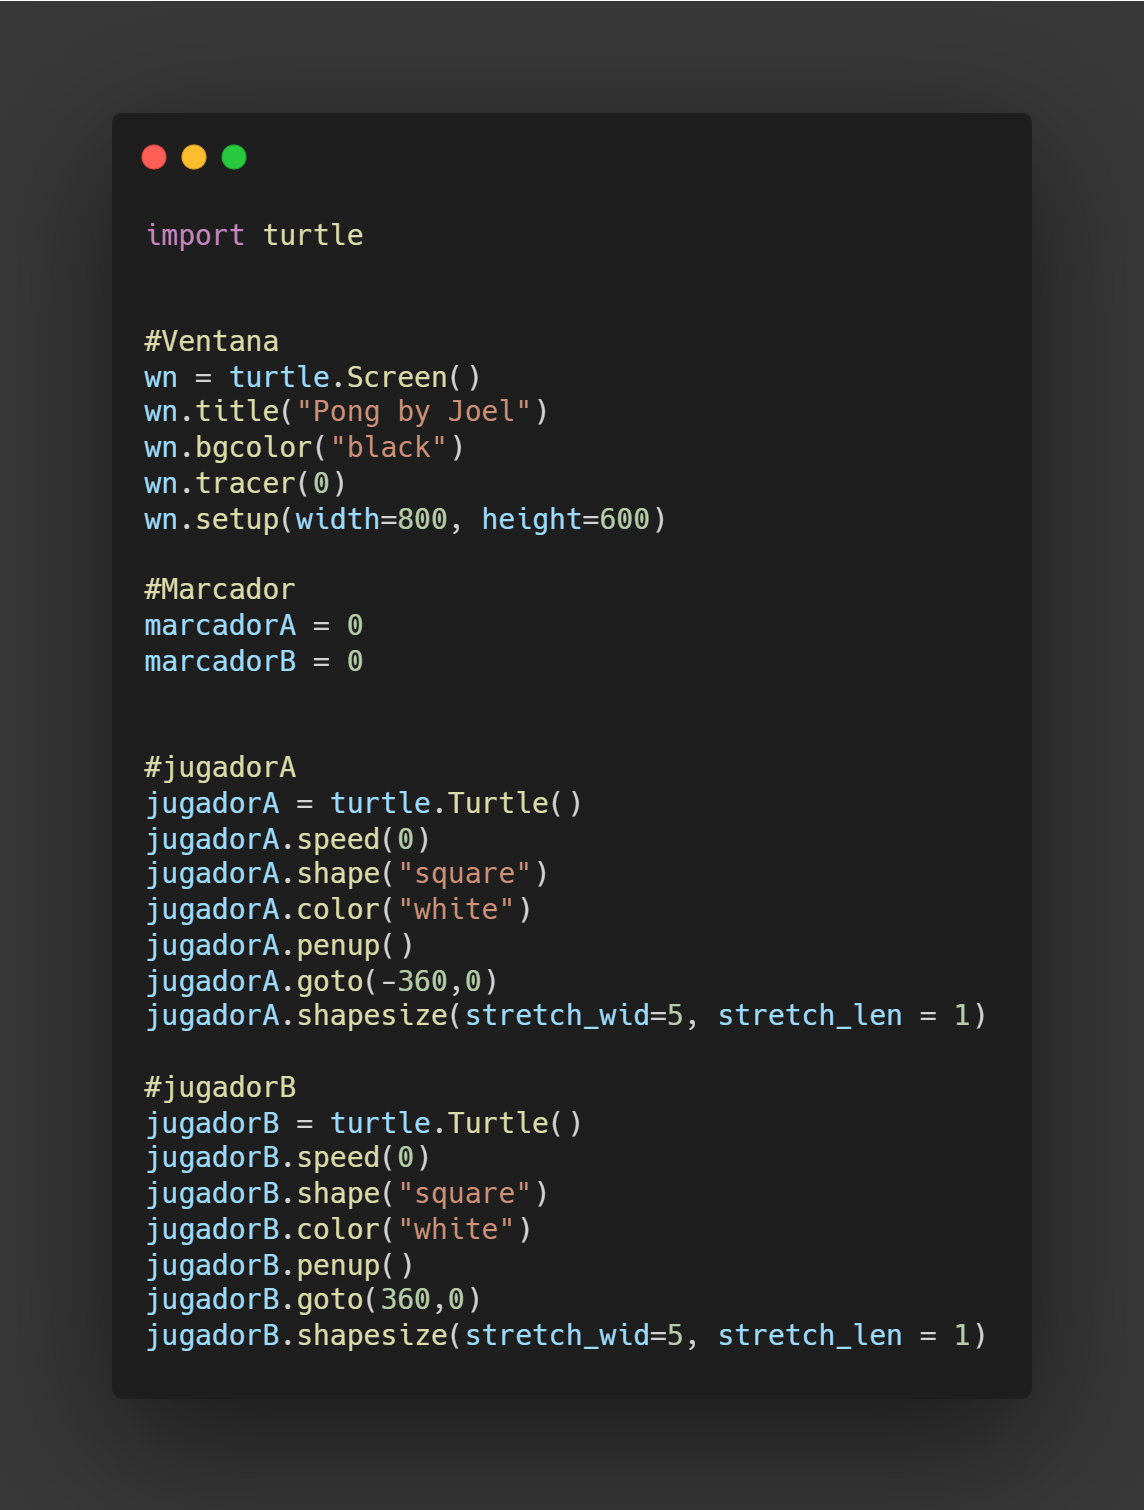 import turtle
#Ventana
wn = turtle.Screen()
wn.title("Pong by Joel")
wn.bgcolor("black")
wn.tracer(0)
wn.setup(width=800, height=600)
#Marcador
marcadorA = 0
marcadorB = 0
#jugadorA
jugadorA = turtle.Turtle()
jugadorA.speed(0)
jugadorA.shape("square")
jugadorA.color("white")
jugadorA.penup()
jugadorA.goto(-360,0)
jugadorA.shapesize(stretch_wid=5, stretch_len = 1)
#jugadorB
jugadorB = turtle.Turtle()
jugadorB.speed(0)
jugadorB.shape("square")
jugadorB.color("white")
jugadorB.penup()
jugadorB.goto(360,0)
jugadorB.shapesize(stretch_wid=5, stretch_len = 1)